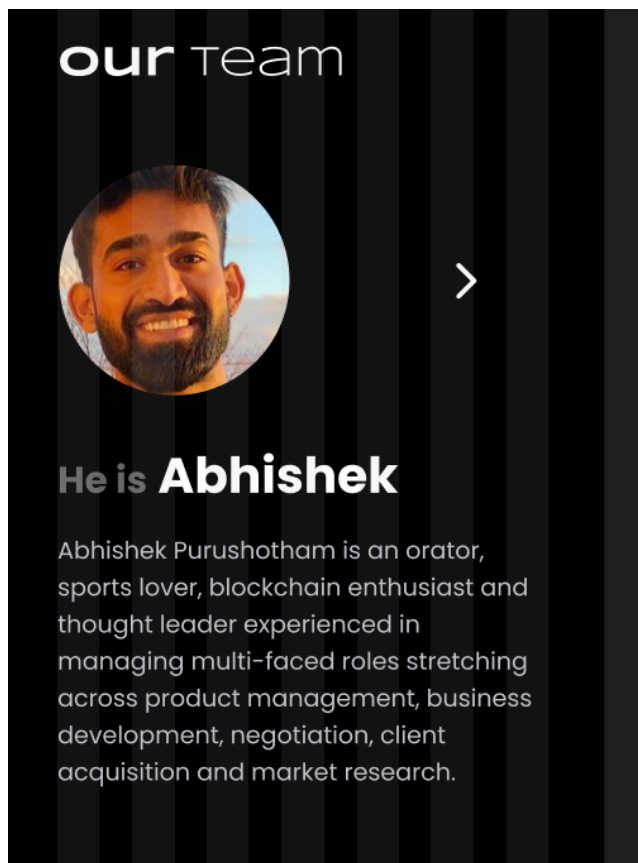 our Team
He is Abhishek
Abhishek Purushotham is an orator,
sports lover, blockchain enthusiast and
thought leader experienced in
managing multi-faced roles stretching
across product management, business
development, negotiation, client
acquisition and market research.